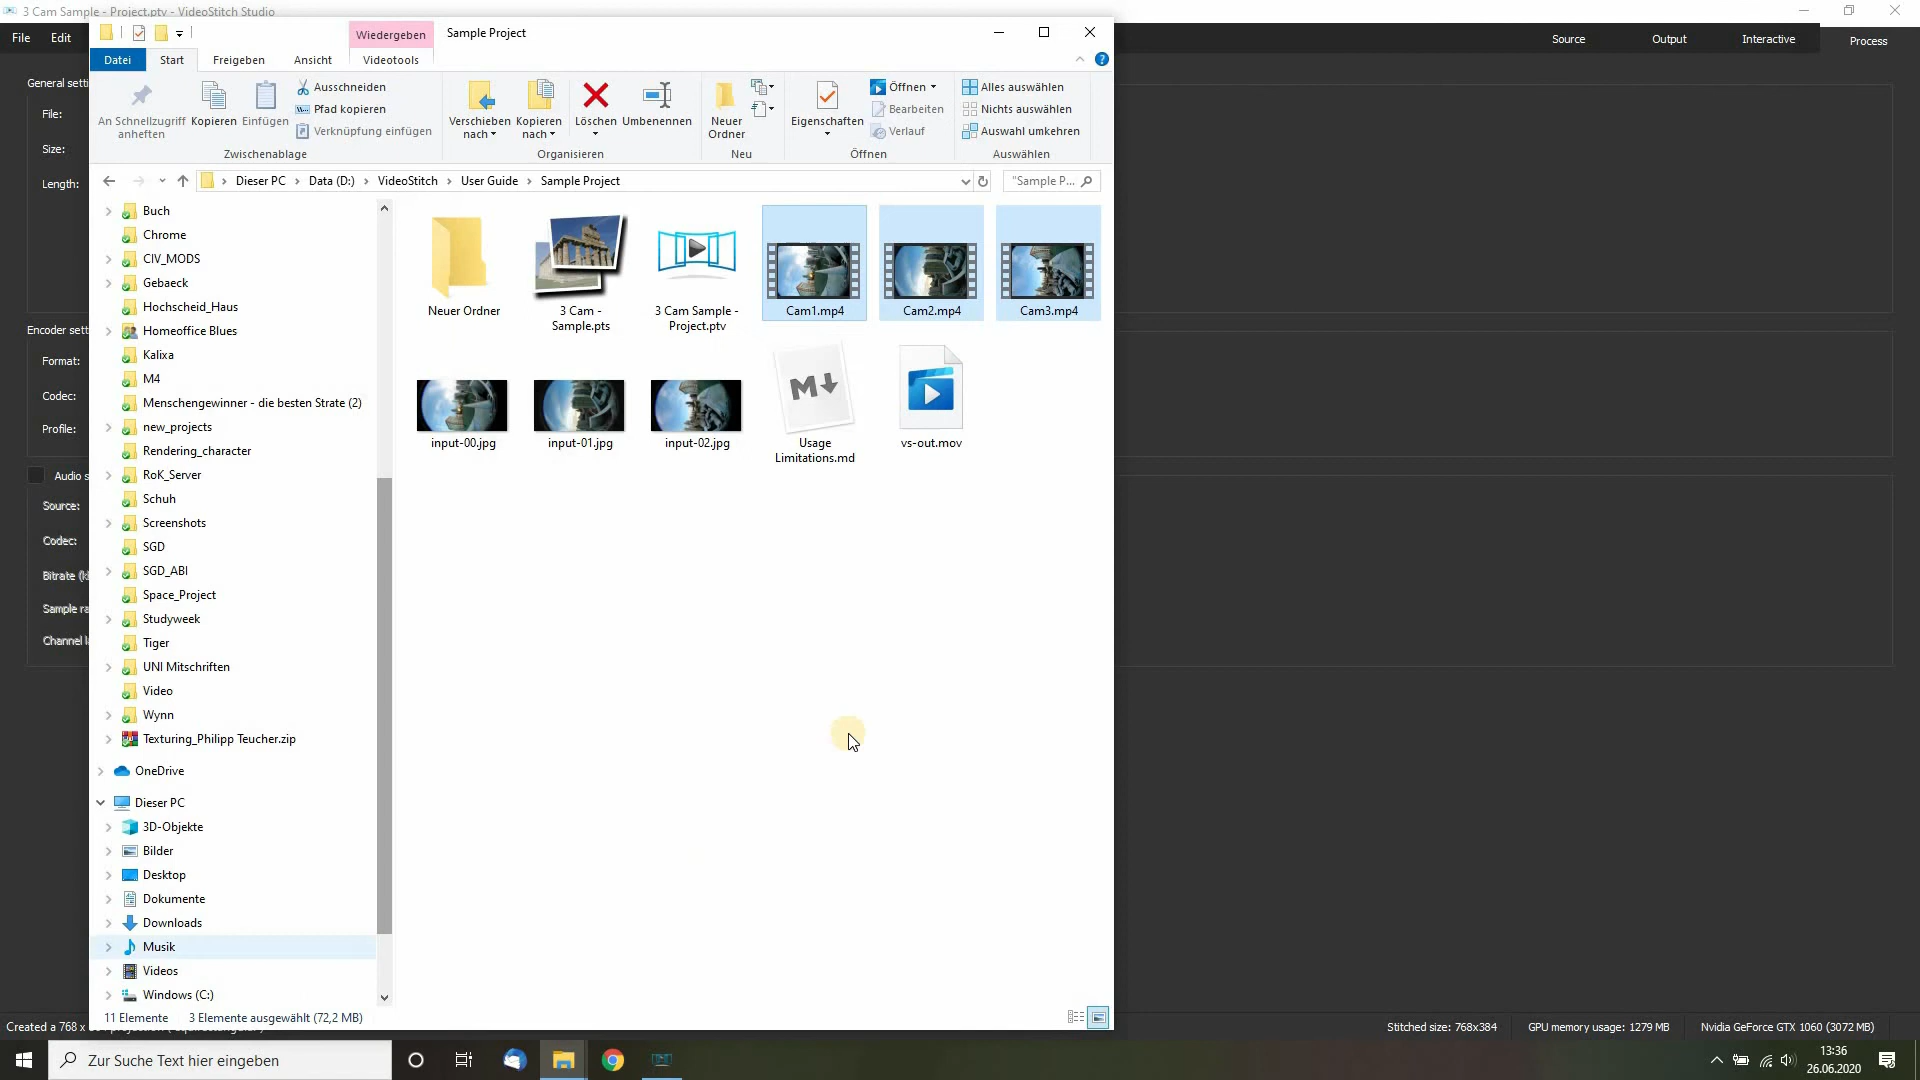 3 Cam Sample - Project.ptv - VideoStitch Studio
File Edit
Source Output Interactive Process
Wiedergeben Sample Project
Datei Start Freigeben Ansicht Videotools
An Schnellzugriff anheften
Kopieren
Einfügen
Ausschneiden
Pfad kopieren
Verknüpfung einfügen
Zwischenablage
Verschieben nach
Kopieren nach
Löschen
Umbenennen
Organisieren
Neuer Ordner
Neu
Eigenschaften
Öffnen
Bearbeiten
Verlauf
Öffnen
Alles auswählen
Nichts auswählen
Auswahl umkehren
Auswählen
Dieser PC > Data (D:) > VideoStitch > User Guide > Sample Project
"Sample P...
General setti
File:
Size:
Length:
Encoder sett
Format:
Codec:
Profile:
Audio s
Source:
Codec:
Bitrate (k
Sample ra
Channel l
Buch
Chrome
CIV_MODS
Gebaeck
Hochscheid_Haus
Homeoffice Blues
Kalixa
M4
Menschengewinner - die besten Strate (2)
new_projects
Rendering_character
RoK_Server
Schuh
Screenshots
SGD
SGD_ABI
Space_Project
Studyweek
Tiger
UNI Mitschriften
Video
Wynn
Texturing_Philipp Teucher.zip
OneDrive
Dieser PC
3D-Objekte
Bilder
Desktop
Dokumente
Downloads
Musik
Videos
Windows (C:)
Neuer Ordner
3 Cam - Sample.pts
3 Cam Sample - Project.ptv
Cam1.mp4
Cam2.mp4
Cam3.mp4
input-00.jpg
input-01.jpg
input-02.jpg
M
Usage Limitations.md
vs-out.mov
11 Elemente 3 Elemente ausgewählt (72,2 MB)
Created a 768 x
Stitched size: 768x384 GPU memory usage: 1279 MB Nvidia GeForce GTX 1060 (3072 MB)
Zur Suche Text hier eingeben
13:36
26.06.2020